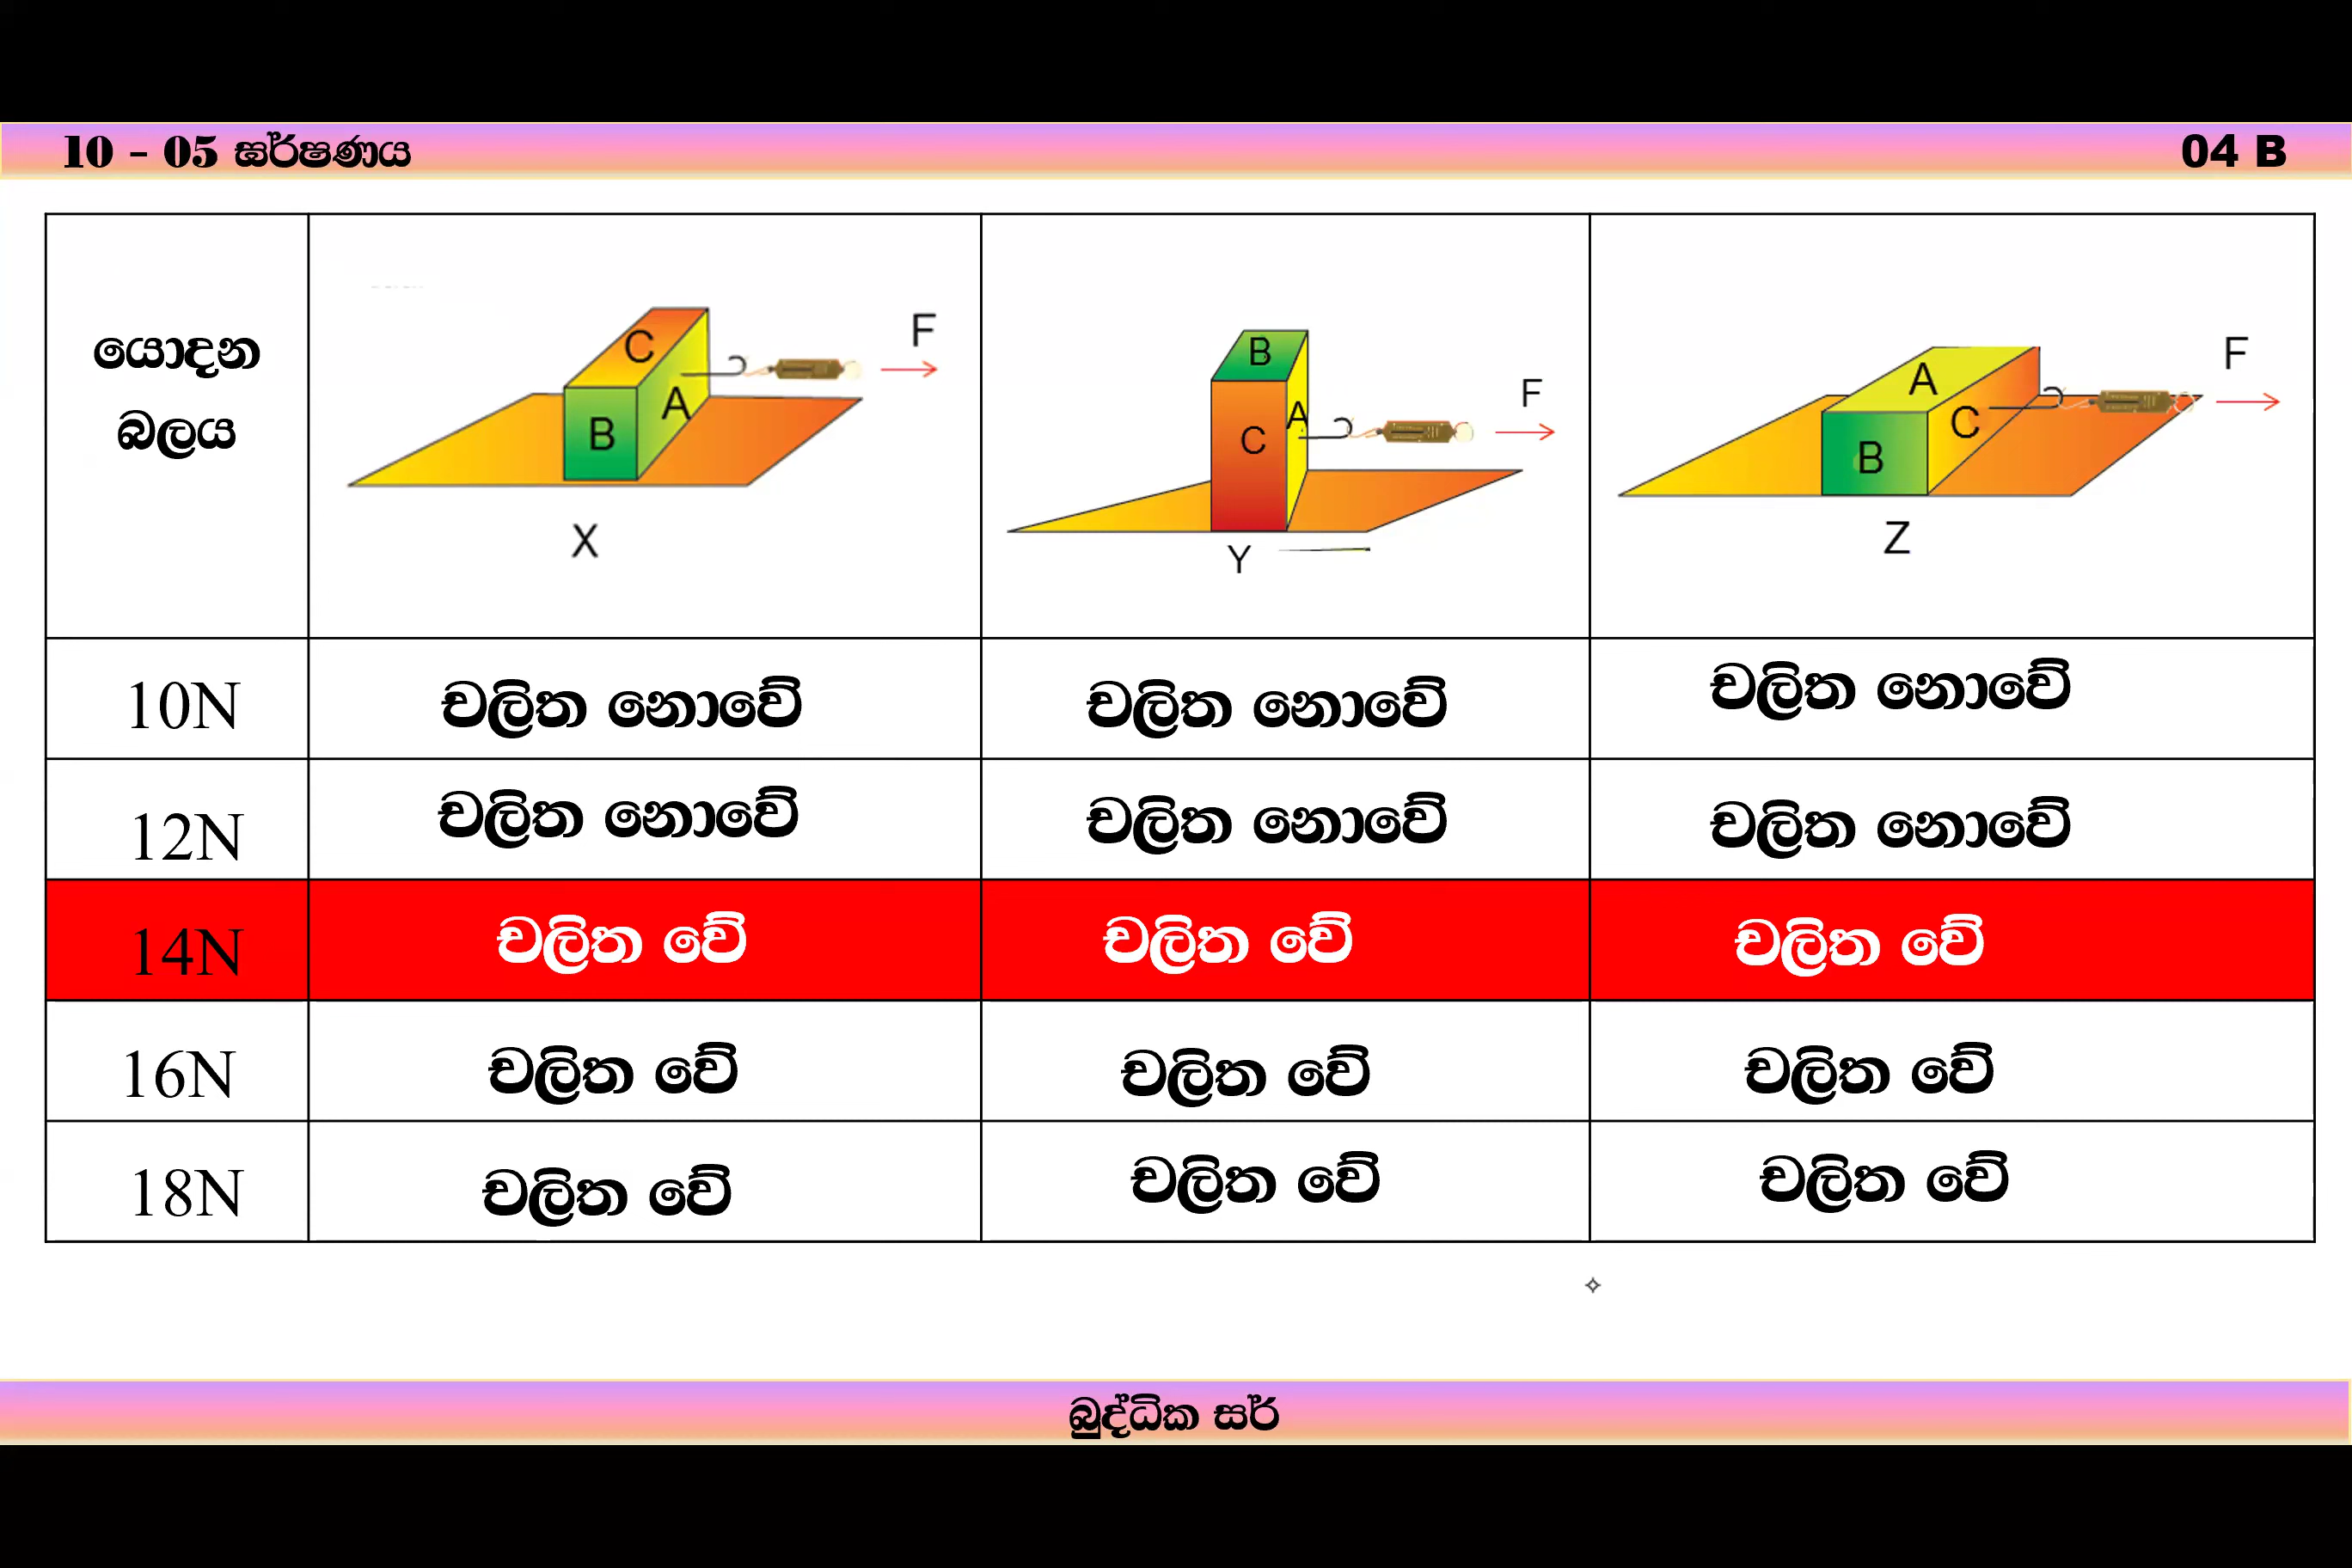 10 - 05 ඝර්ෂණය
04 B
යොදන
බලය
C
A
B
F
X
B
A
C
F
Y
A
C
B
F
Z
10N චලිත නොවේ චලිත නොවේ චලිත නොවේ
12N චලිත නොවේ චලිත නොවේ චලිත නොවේ
14N චලිත වේ චලිත වේ චලිත වේ
16N චලිත වේ චලිත වේ චලිත වේ
18N චලිත වේ චලිත වේ චලිත වේ
බුද්ධික සර්